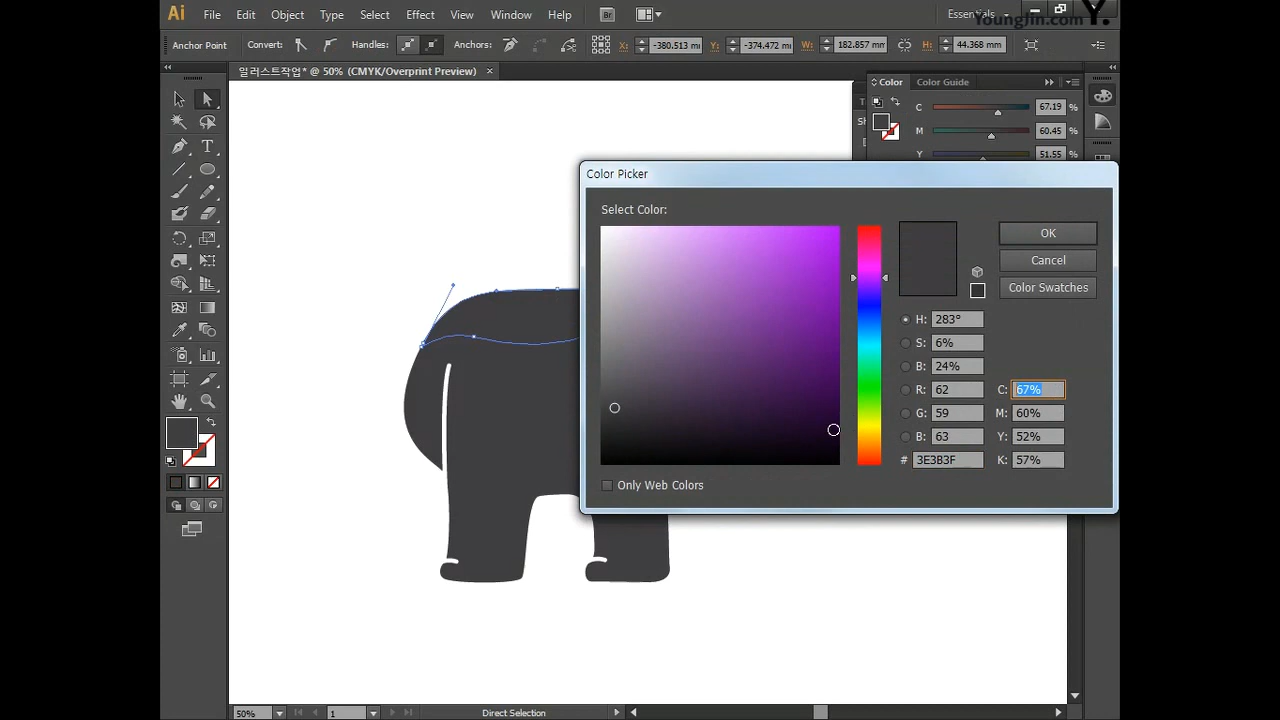 Ai File Edit Object Type Select Effect View Window Help Br Essentials
YoungJin.com Y.
Anchor Point Convert: Handles: Anchors: X: -380.513 m Y: -374.472 m W: 182.857 mm H: 44.368 mm
일러스트작업* @ 50% (CMYK/Overprint Preview) ×
Color Color Guide
C 67.19 %
M 60.45 %
Y 51.55 %
Color Picker
Select Color:
OK
Cancel
Color Swatches
H: 283°
S: 6%
B: 24%
R: 62 C: 67%
G: 59 M: 60%
B: 63 Y: 52%
# 3E3B3F K: 57%
Only Web Colors
50% 1 Direct Selection